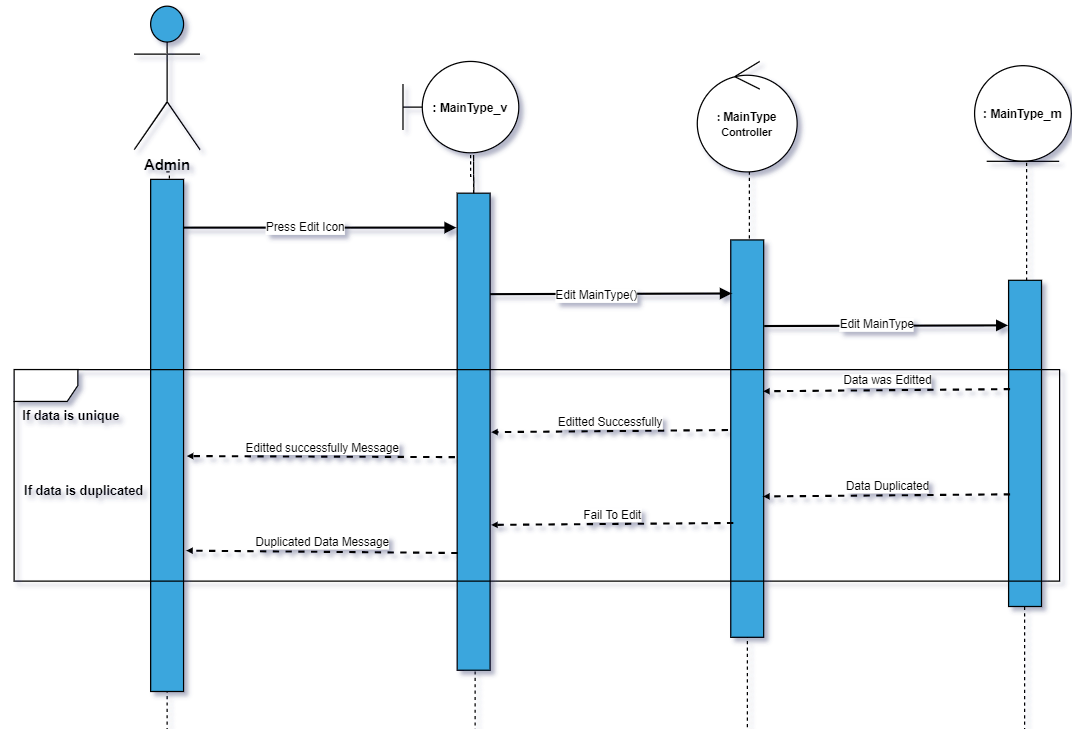 : MainType_v
: MainType
Controller
: MainType_m
Admin
Press Edit Icon
Edit MainType()
Edit MainType
Data was Editted
If data is unique
Editted Successfully
Editted successfully Message
If data is duplicated
Data Duplicated
Fail To Edit
Duplicated Data Message